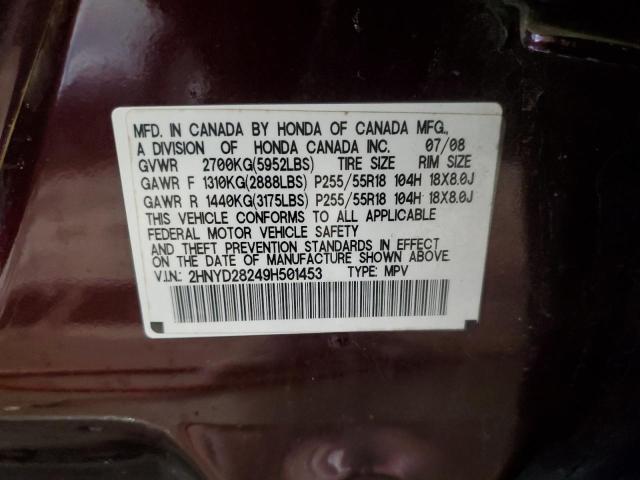 MFD. IN CANADA BY HONDA OF CANADA MFG.,
A DIVISION OF HONDA CANADA INC. 07/08
GVWR 2700KG(5952LBS) TIRE SIZE RIM SIZE
GAWR F 1310KG(2888LBS) P255/55R18 104H 18X8.0J
GAWR R 1440KG(3175LBS) P255/55R18 104H 18X8.0J
THIS VEHICLE CONFORMS TO ALL APPLICABLE
FEDERAL MOTOR VEHICLE SAFETY
AND THEFT PREVENTION STANDARDS IN EFFECT
ON THE DATE OF MANUFACTURE SHOWN ABOVE.
V.I.N.: 2HNYD28249H501453 TYPE: MPV